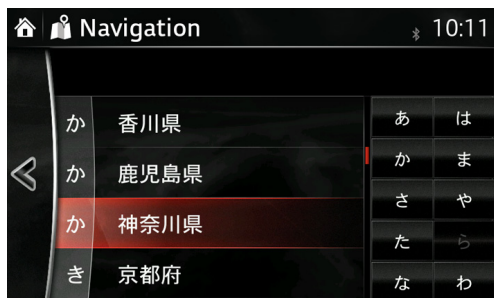 Navigation 10:11
か 香川県
か 鹿児島県
か 神奈川県
き 京都府
あ は
か ま
さ や
た ら
な わ